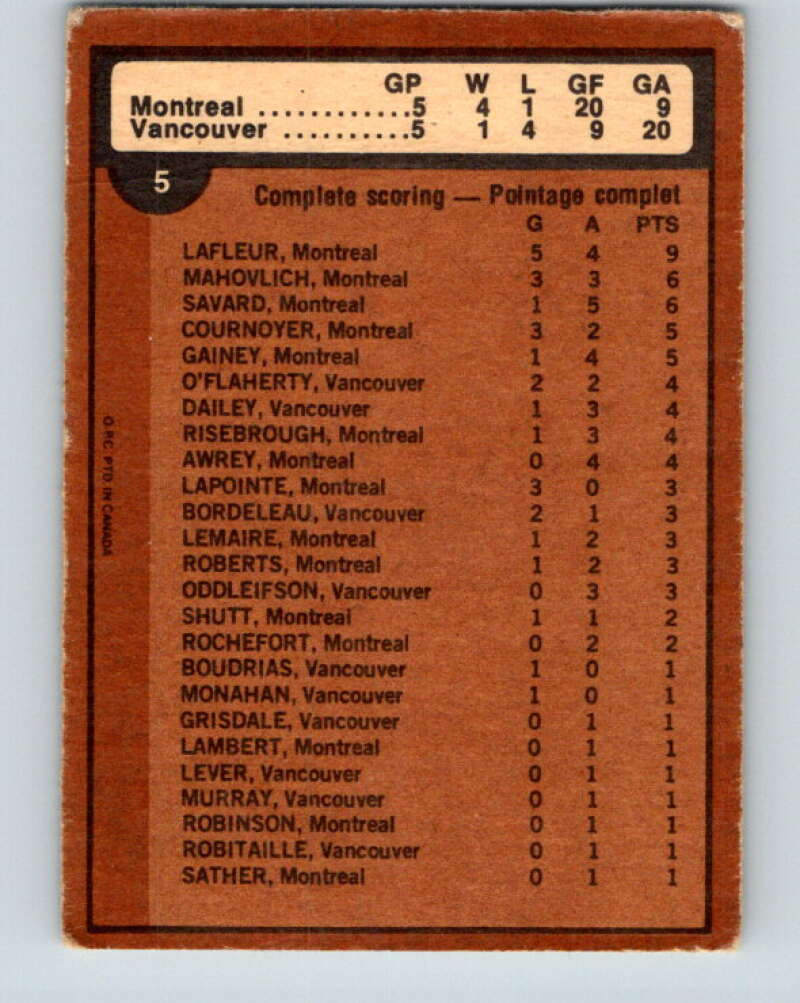 GP W L GF GA
Montreal ............5 4 1 20 9
Vancouver ..........5 1 4 9 20
5
Complete scoring — Pointage complet
G A PTS
LAFLEUR, Montreal 5 4 9
MAHOVLICH, Montreal 3 3 6
SAVARD, Montreal 1 5 6
COURNOYER, Montreal 3 2 5
GAINEY, Montreal 1 4 5
O'FLAHERTY, Vancouver 2 2 4
DAILEY, Vancouver 1 3 4
RISEBROUGH, Montreal 1 3 4
AWREY, Montreal 0 4 4
LAPOINTE, Montreal 3 0 3
BORDELEAU, Vancouver 2 1 3
LEMAIRE, Montreal 1 2 3
ROBERTS, Montreal 1 2 3
ODDLEIFSON, Vancouver 0 3 3
SHUTT, Montreal 1 1 2
ROCHEFORT, Montreal 0 2 2
BOUDRIAS, Vancouver 1 0 1
MONAHAN, Vancouver 1 0 1
GRISDALE, Vancouver 0 1 1
LAMBERT, Montreal 0 1 1
LEVER, Vancouver 0 1 1
MURRAY, Vancouver 0 1 1
ROBINSON, Montreal 0 1 1
ROBITAILLE, Vancouver 0 1 1
SATHER, Montreal 0 1 1
O.P.C. PTD. IN CANADA